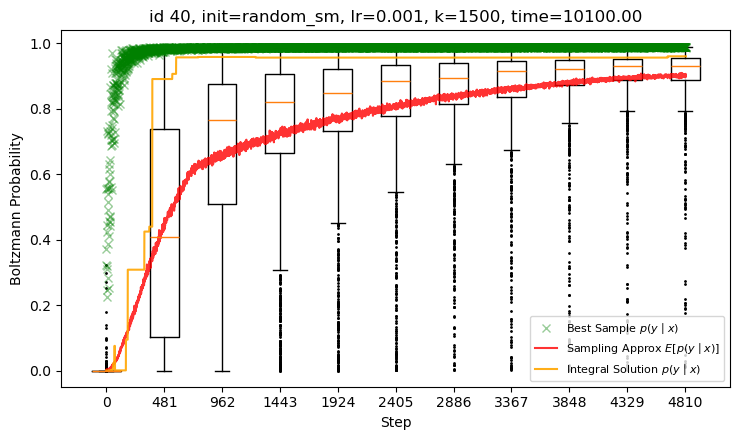 id 40, init=random_sm, lr=0.001, k=1500, time=10100.00
Boltzmann Probability
1.0
0.8
0.6
0.4
0.2
0.0
Best Sample p(y | x)
Sampling Approx E[p(y | x)]
Integral Solution p(y | x)
0 481 962 1443 1924 2405 2886 3367 3848 4329 4810
Step